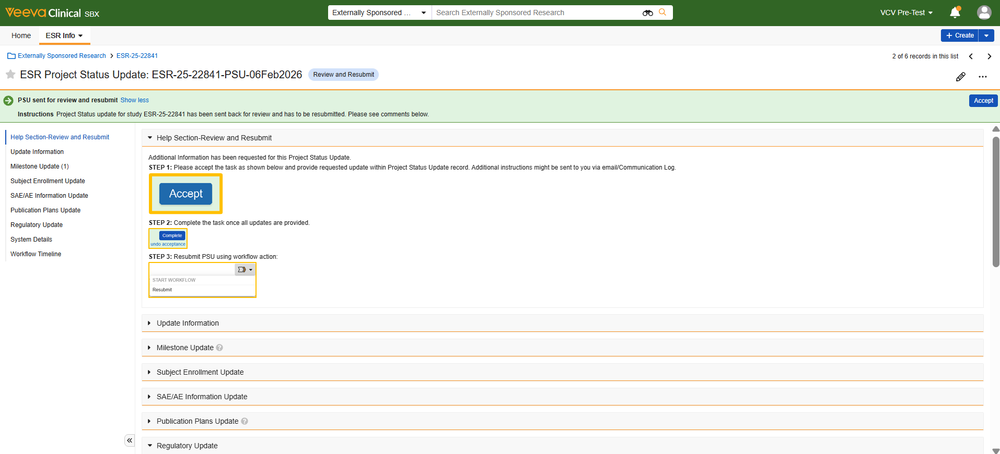 Veeva Clinical SBX
Externally Sponsored ...
Search Externally Sponsored Research
VCV Pre-Test
Home
ESR Info
Create
Externally Sponsored Research
ESR-25-22841
2 of 6 records in this list
ESR Project Status Update: ESR-25-22841-PSU-06Feb2026
Review and Resubmit
PSU sent for review and resubmit Show less
Accept
Instructions Project Status update for study ESR-25-22841 has been sent back for review and has to be resubmitted. Please see comments below.
Help Section-Review and Resubmit
Update Information
Milestone Update (1)
Subject Enrollment Update
SAE/AE Information Update
Publication Plans Update
Regulatory Update
System Details
Workflow Timeline
Help Section-Review and Resubmit
Additional Information has been requested for this Project Status Update.
STEP 1: Please accept the task as shown below and provide requested update within Project Status Update record. Additional instructions might be sent to you via email/Communication Log.
Accept
STEP 2: Complete the task once all updates are provided.
Complete
undo acceptance
STEP 3: Resubmit PSU using workflow action:
START WORKFLOW
Resubmit
Update Information
Milestone Update ?
Subject Enrollment Update
SAE/AE Information Update
Publication Plans Update ?
Regulatory Update